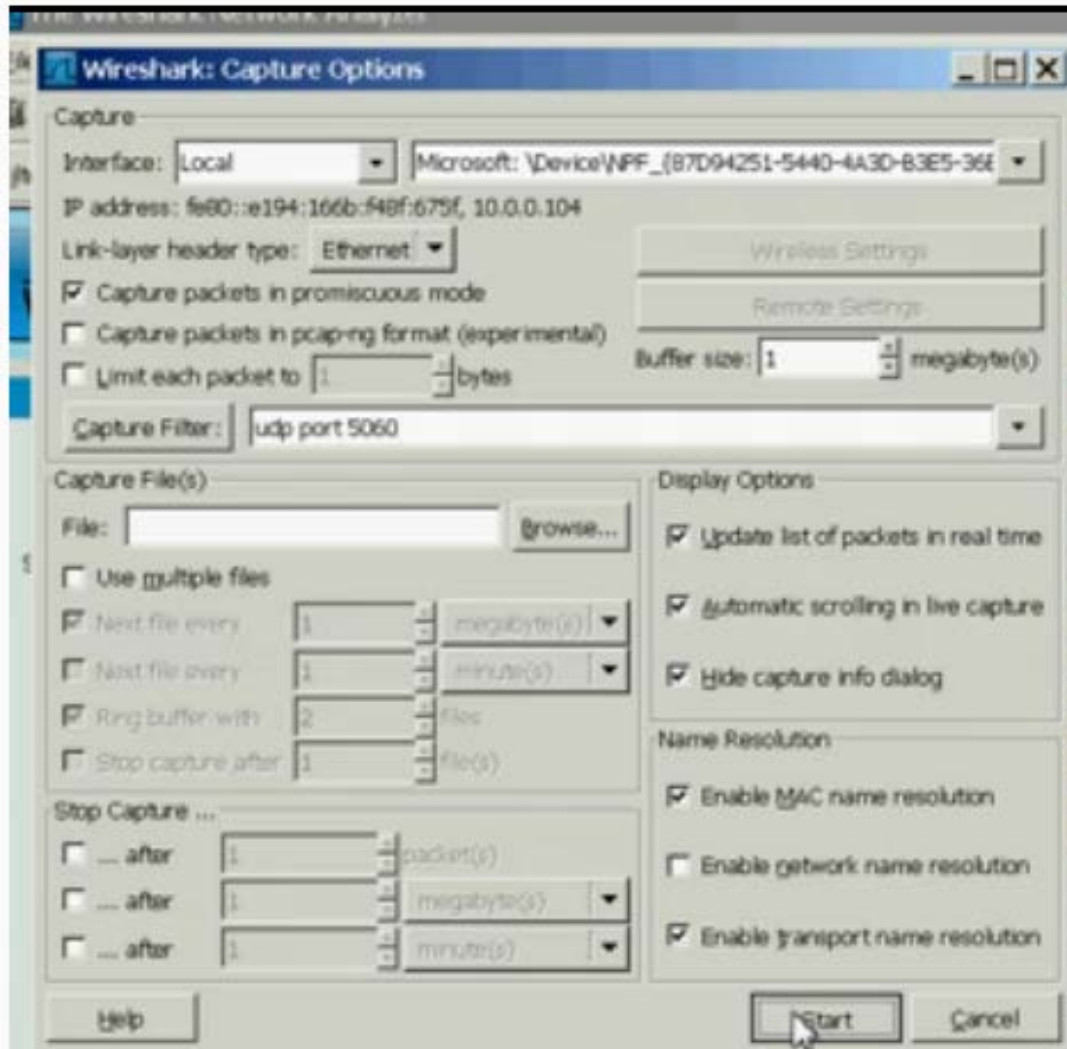 The Wireshark Network Analyzer
Wireshark: Capture Options
Capture
Interface: Local Microsoft: \Device\NPF_{87D94251-5440-4A3D-B3E5-36E
IP address: fe80::e194:166b:f48f:675f, 10.0.0.104
Link-layer header type: Ethernet Wireless Settings
Capture packets in promiscuous mode
Remote Settings
Capture packets in pcap-ng format (experimental)
Buffer size: 1 megabyte(s)
Limit each packet to 1 bytes
Capture Filter: udp port 5060
Capture File(s)
File: Browse...
Use multiple files
Next file every 1 megabyte(s)
Next file every 1 minute(s)
Ring buffer with 2 files
Stop capture after 1 file(s)
Stop Capture ...
... after 1 packet(s)
... after 1 megabyte(s)
... after 1 minute(s)
Display Options
Update list of packets in real time
Automatic scrolling in live capture
Hide capture info dialog
Name Resolution
Enable MAC name resolution
Enable network name resolution
Enable transport name resolution
Help Start Cancel